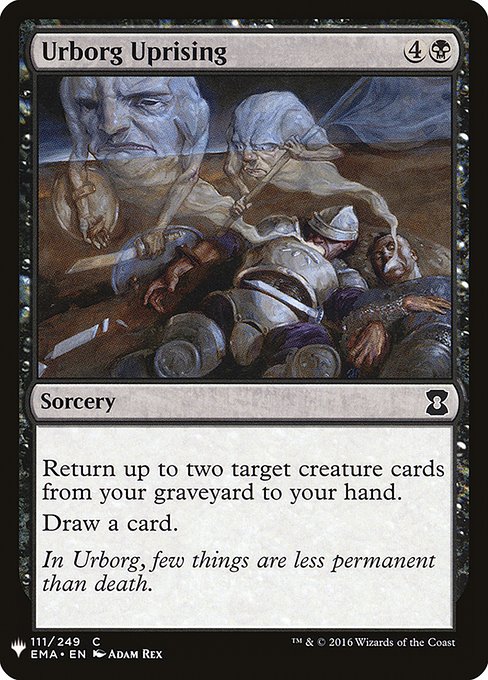 Urborg Uprising 4
Sorcery
Return up to two target creature cards
from your graveyard to your hand.
Draw a card.
In Urborg, few things are less permanent
than death.
111/249 C
EMA • EN Adam Rex
™ & © 2016 Wizards of the Coast